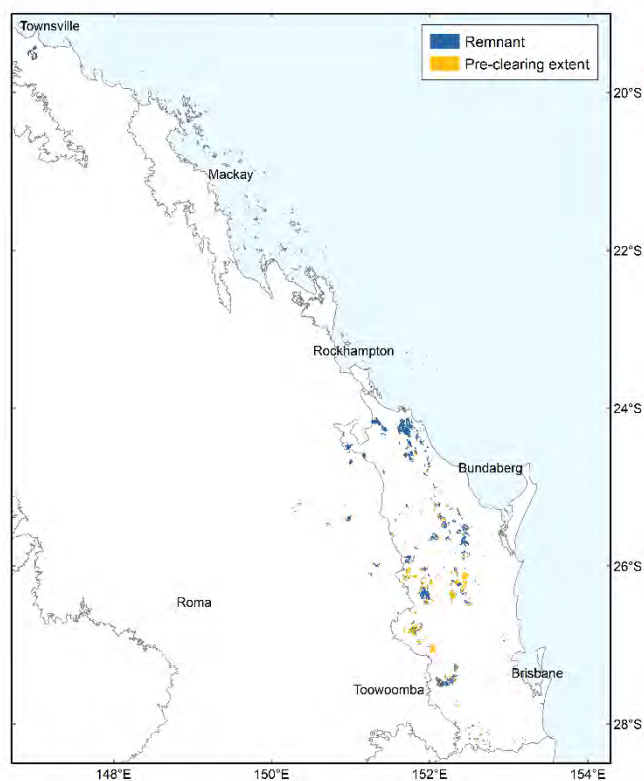 Townsville
Remnant
Pre-clearing extent
20°S
Mackay
22°S
Rockhampton
24°S
Bundaberg
26°S
Roma
Brisbane
Toowoomba
28°S
148°E
150°E
152°E
154°E